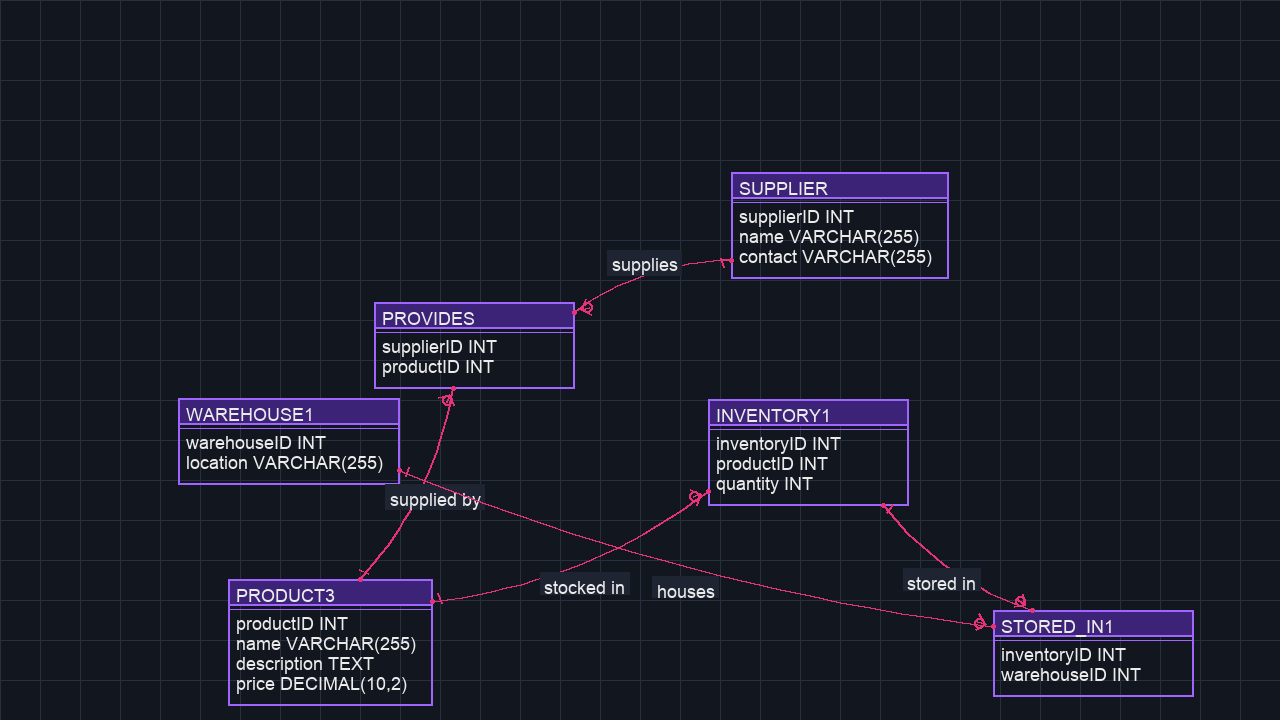 SUPPLIER
supplierID INT
name VARCHAR(255)
contact VARCHAR(255)
supplies
PROVIDES
supplierID INT
productID INT
WAREHOUSE1
warehouseID INT
location VARCHAR(255)
INVENTORY1
inventoryID INT
productID INT
quantity INT
supplied by
stocked in
houses
stored in
PRODUCT3
productID INT
name VARCHAR(255)
description TEXT
price DECIMAL(10,2)
STORED_IN1
inventoryID INT
warehouseID INT